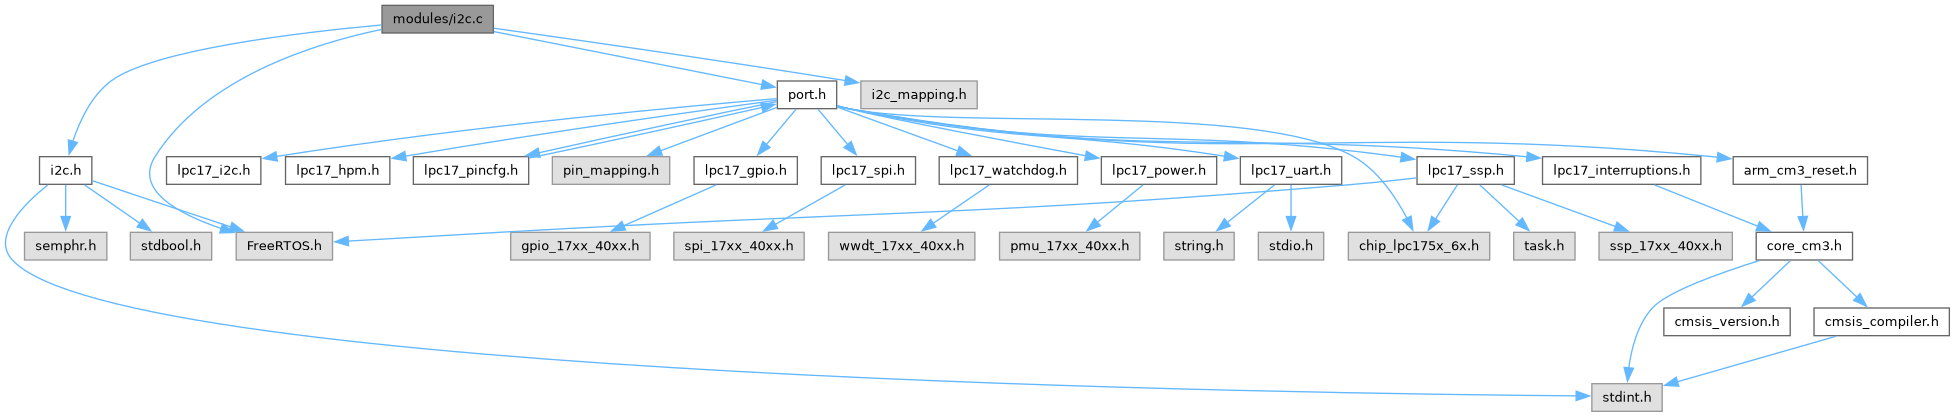 modules/i2c.c
port.h
i2c_mapping.h
i2c.h
lpc17_i2c.h
lpc17_hpm.h
lpc17_pincfg.h
pin_mapping.h
lpc17_gpio.h
lpc17_spi.h
lpc17_watchdog.h
lpc17_power.h
lpc17_uart.h
lpc17_ssp.h
lpc17_interruptions.h
arm_cm3_reset.h
semphr.h
stdbool.h
FreeRTOS.h
gpio_17xx_40xx.h
spi_17xx_40xx.h
wwdt_17xx_40xx.h
pmu_17xx_40xx.h
string.h
stdio.h
chip_lpc175x_6x.h
task.h
ssp_17xx_40xx.h
core_cm3.h
cmsis_version.h
cmsis_compiler.h
stdint.h